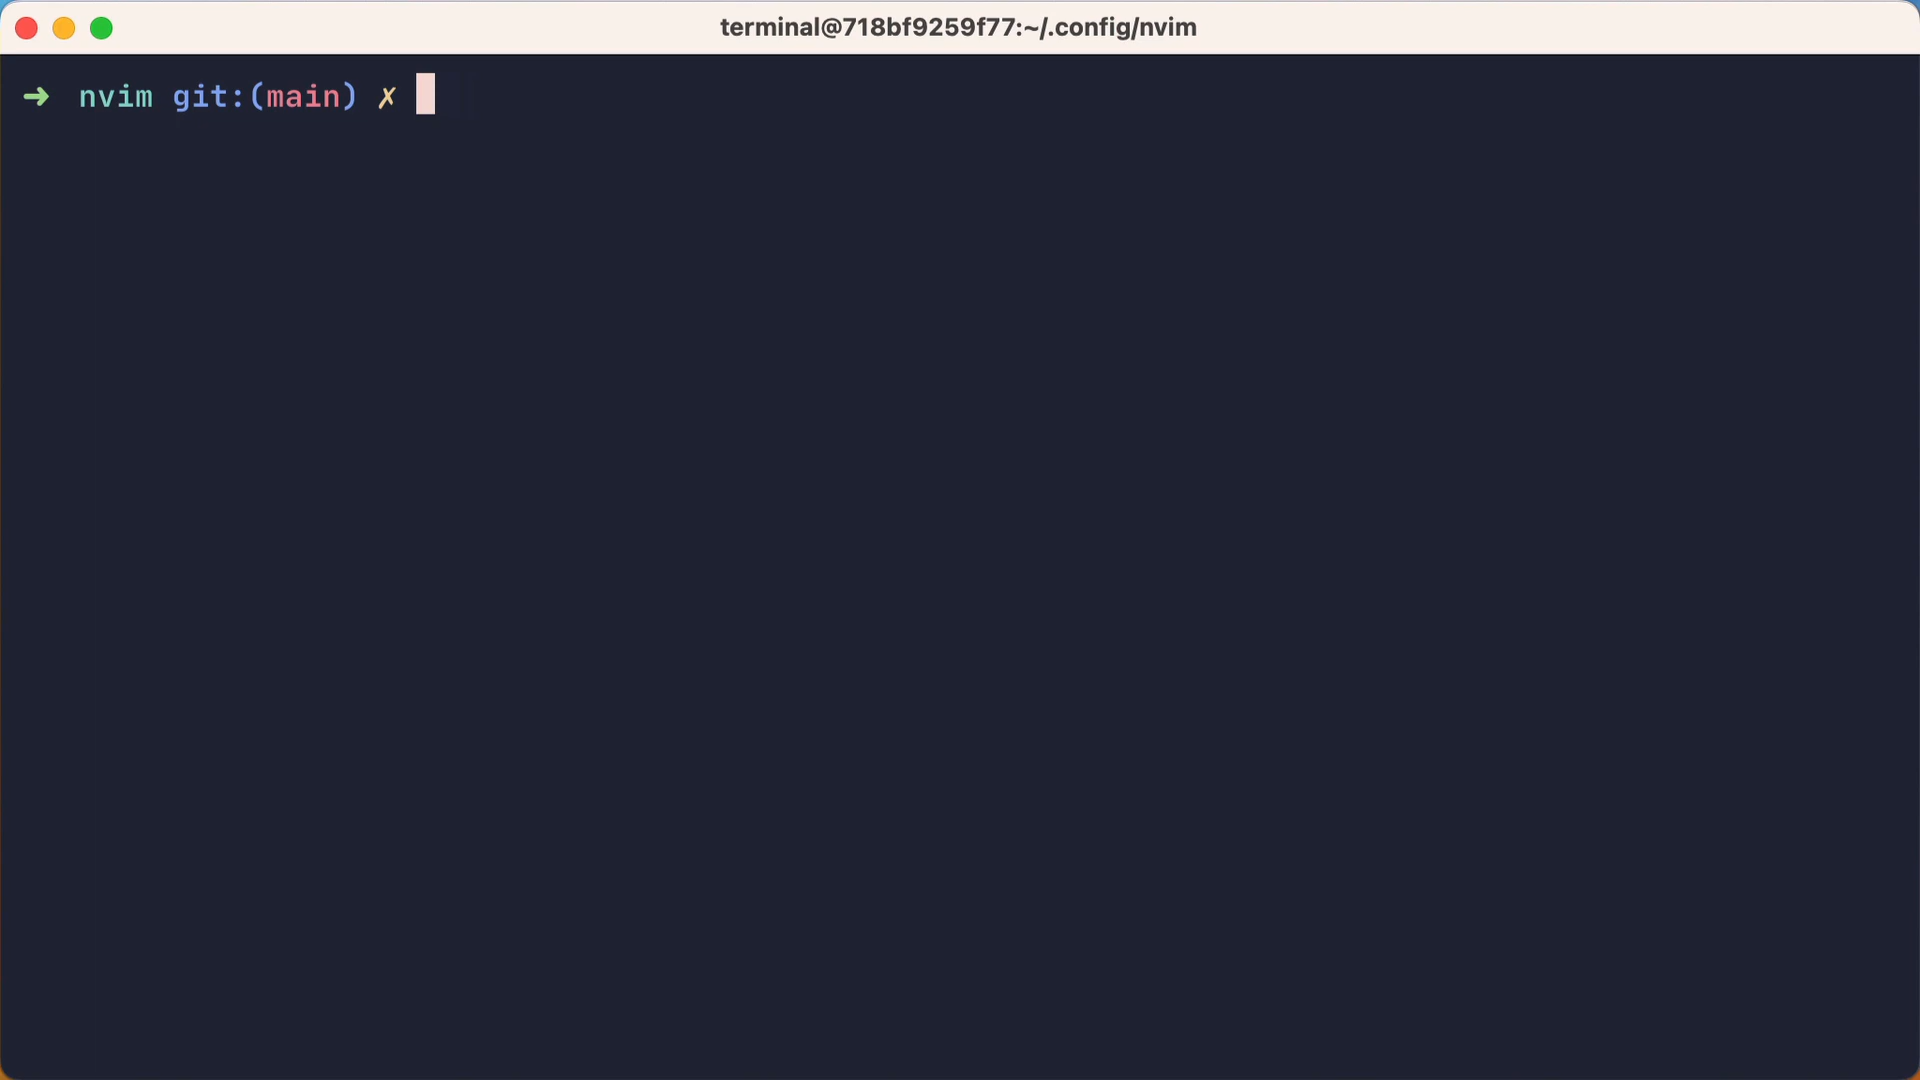 terminal@718bf9259f77:~/.config/nvim
➜ nvim git:(main) ✗